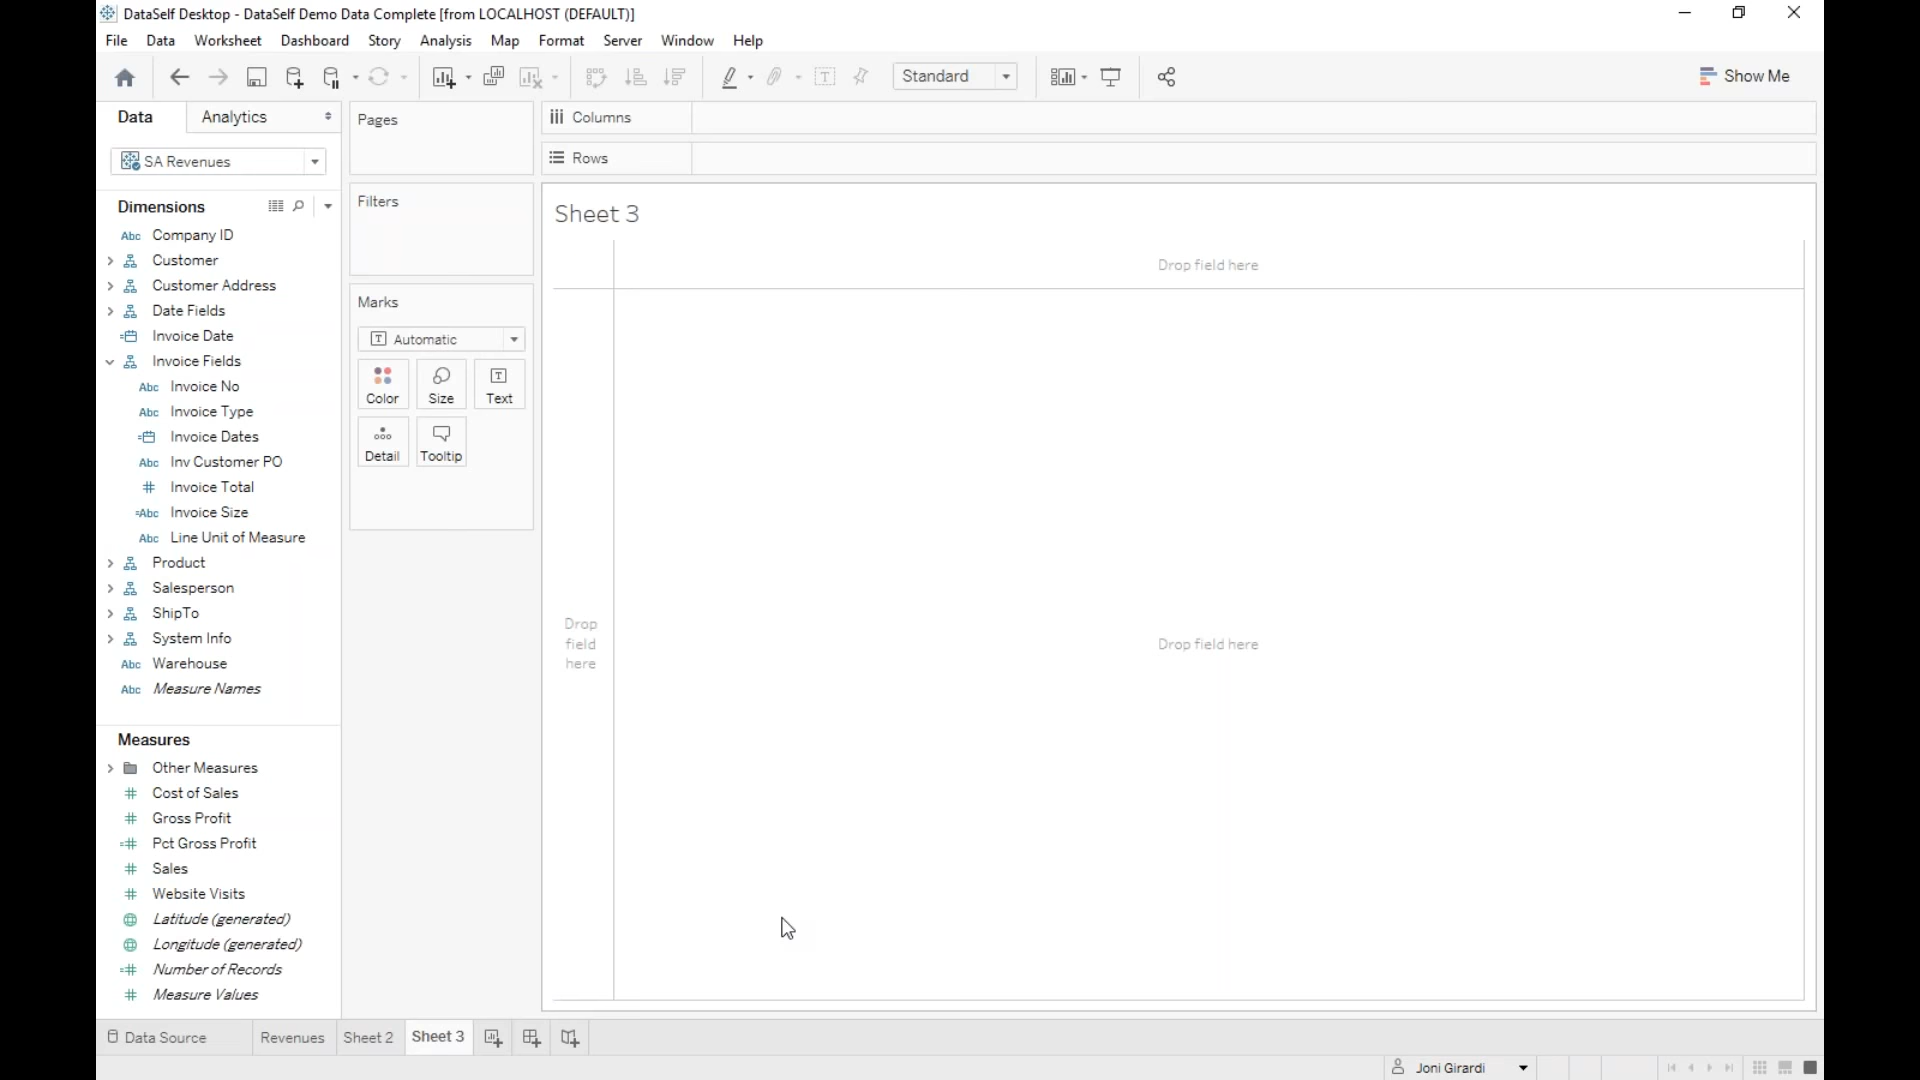 DataSelf Desktop - DataSelf Demo Data Complete [from LOCALHOST (DEFAULT)]
File Data Worksheet Dashboard Story Analysis Map Format Server Window Help
Standard
Show Me
Data
Analytics
SA Revenues
Dimensions
Abc Company ID
Customer
Customer Address
Date Fields
Invoice Date
Invoice Fields
Abc Invoice No
Abc Invoice Type
Invoice Dates
Abc Inv Customer PO
# Invoice Total
=Abc Invoice Size
Abc Line Unit of Measure
Product
Salesperson
ShipTo
System Info
Abc Warehouse
Abc Measure Names
Measures
Other Measures
# Cost of Sales
# Gross Profit
=# Pct Gross Profit
# Sales
# Website Visits
Latitude (generated)
Longitude (generated)
=# Number of Records
# Measure Values
Pages
Filters
Marks
T Automatic
Color
Size
T Text
Detail
Tooltip
Columns
Rows
Sheet 3
Drop field here
Drop
field
here
Drop field here
Data Source
Revenues
Sheet 2
Sheet 3
Joni Girardi